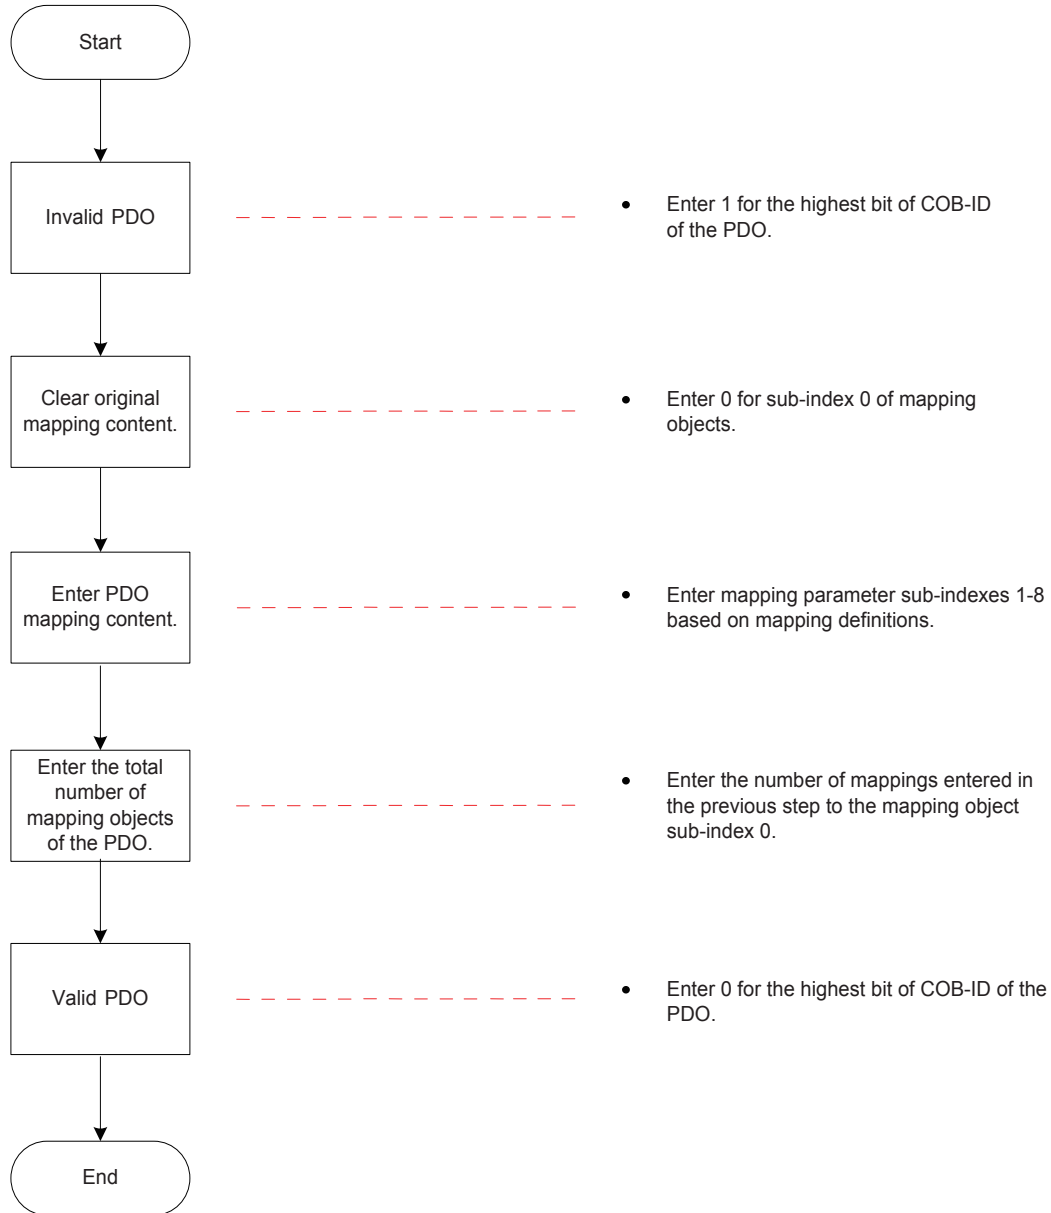 Start
Invalid PDO
• Enter 1 for the highest bit of COB-ID
of the PDO.
Clear original
mapping content.
• Enter 0 for sub-index 0 of mapping
objects.
Enter PDO
mapping content.
• Enter mapping parameter sub-indexes 1-8
based on mapping definitions.
Enter the total
number of
mapping objects
of the PDO.
• Enter the number of mappings entered in
the previous step to the mapping object
sub-index 0.
Valid PDO
• Enter 0 for the highest bit of COB-ID of the
PDO.
End